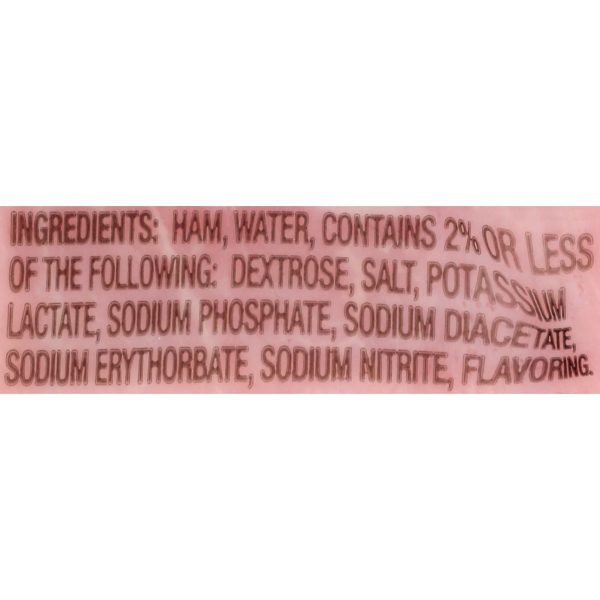 INGREDIENTS: HAM, WATER, CONTAINS 2% OR LESS
OF THE FOLLOWING: DEXTROSE, SALT, POTASSIUM
LACTATE, SODIUM PHOSPHATE, SODIUM DIACETATE,
SODIUM ERYTHORBATE, SODIUM NITRITE, FLAVORING.